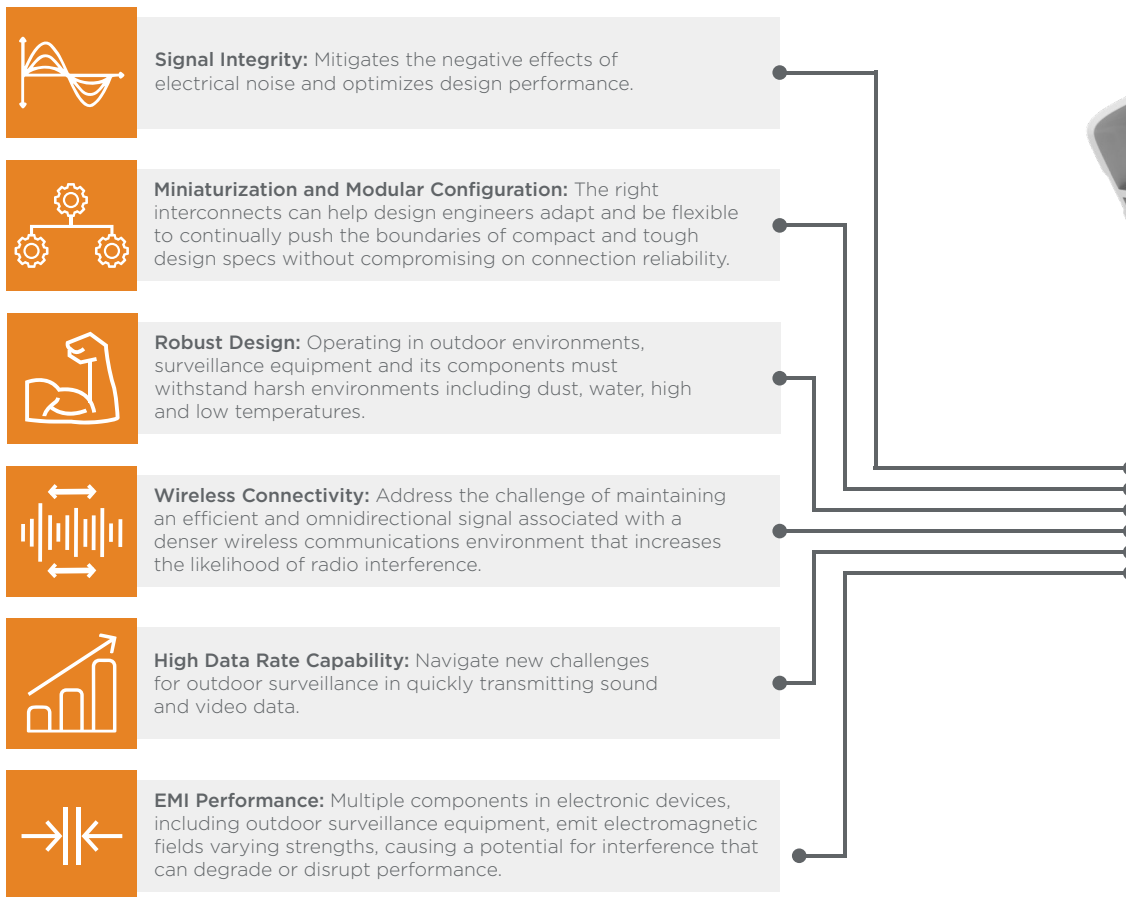 Signal Integrity: Mitigates the negative effects of
electrical noise and optimizes design performance.
Miniaturization and Modular Configuration: The right
interconnects can help design engineers adapt and be flexible
to continually push the boundaries of compact and tough
design specs without compromising on connection reliability.
Robust Design: Operating in outdoor environments,
surveillance equipment and its components must
withstand harsh environments including dust, water, high
and low temperatures.
Wireless Connectivity: Address the challenge of maintaining
an efficient and omnidirectional signal associated with a
denser wireless communications environment that increases
the likelihood of radio interference.
High Data Rate Capability: Navigate new challenges
for outdoor surveillance in quickly transmitting sound
and video data.
EMI Performance: Multiple components in electronic devices,
including outdoor surveillance equipment, emit electromagnetic
fields varying strengths, causing a potential for interference that
can degrade or disrupt performance.